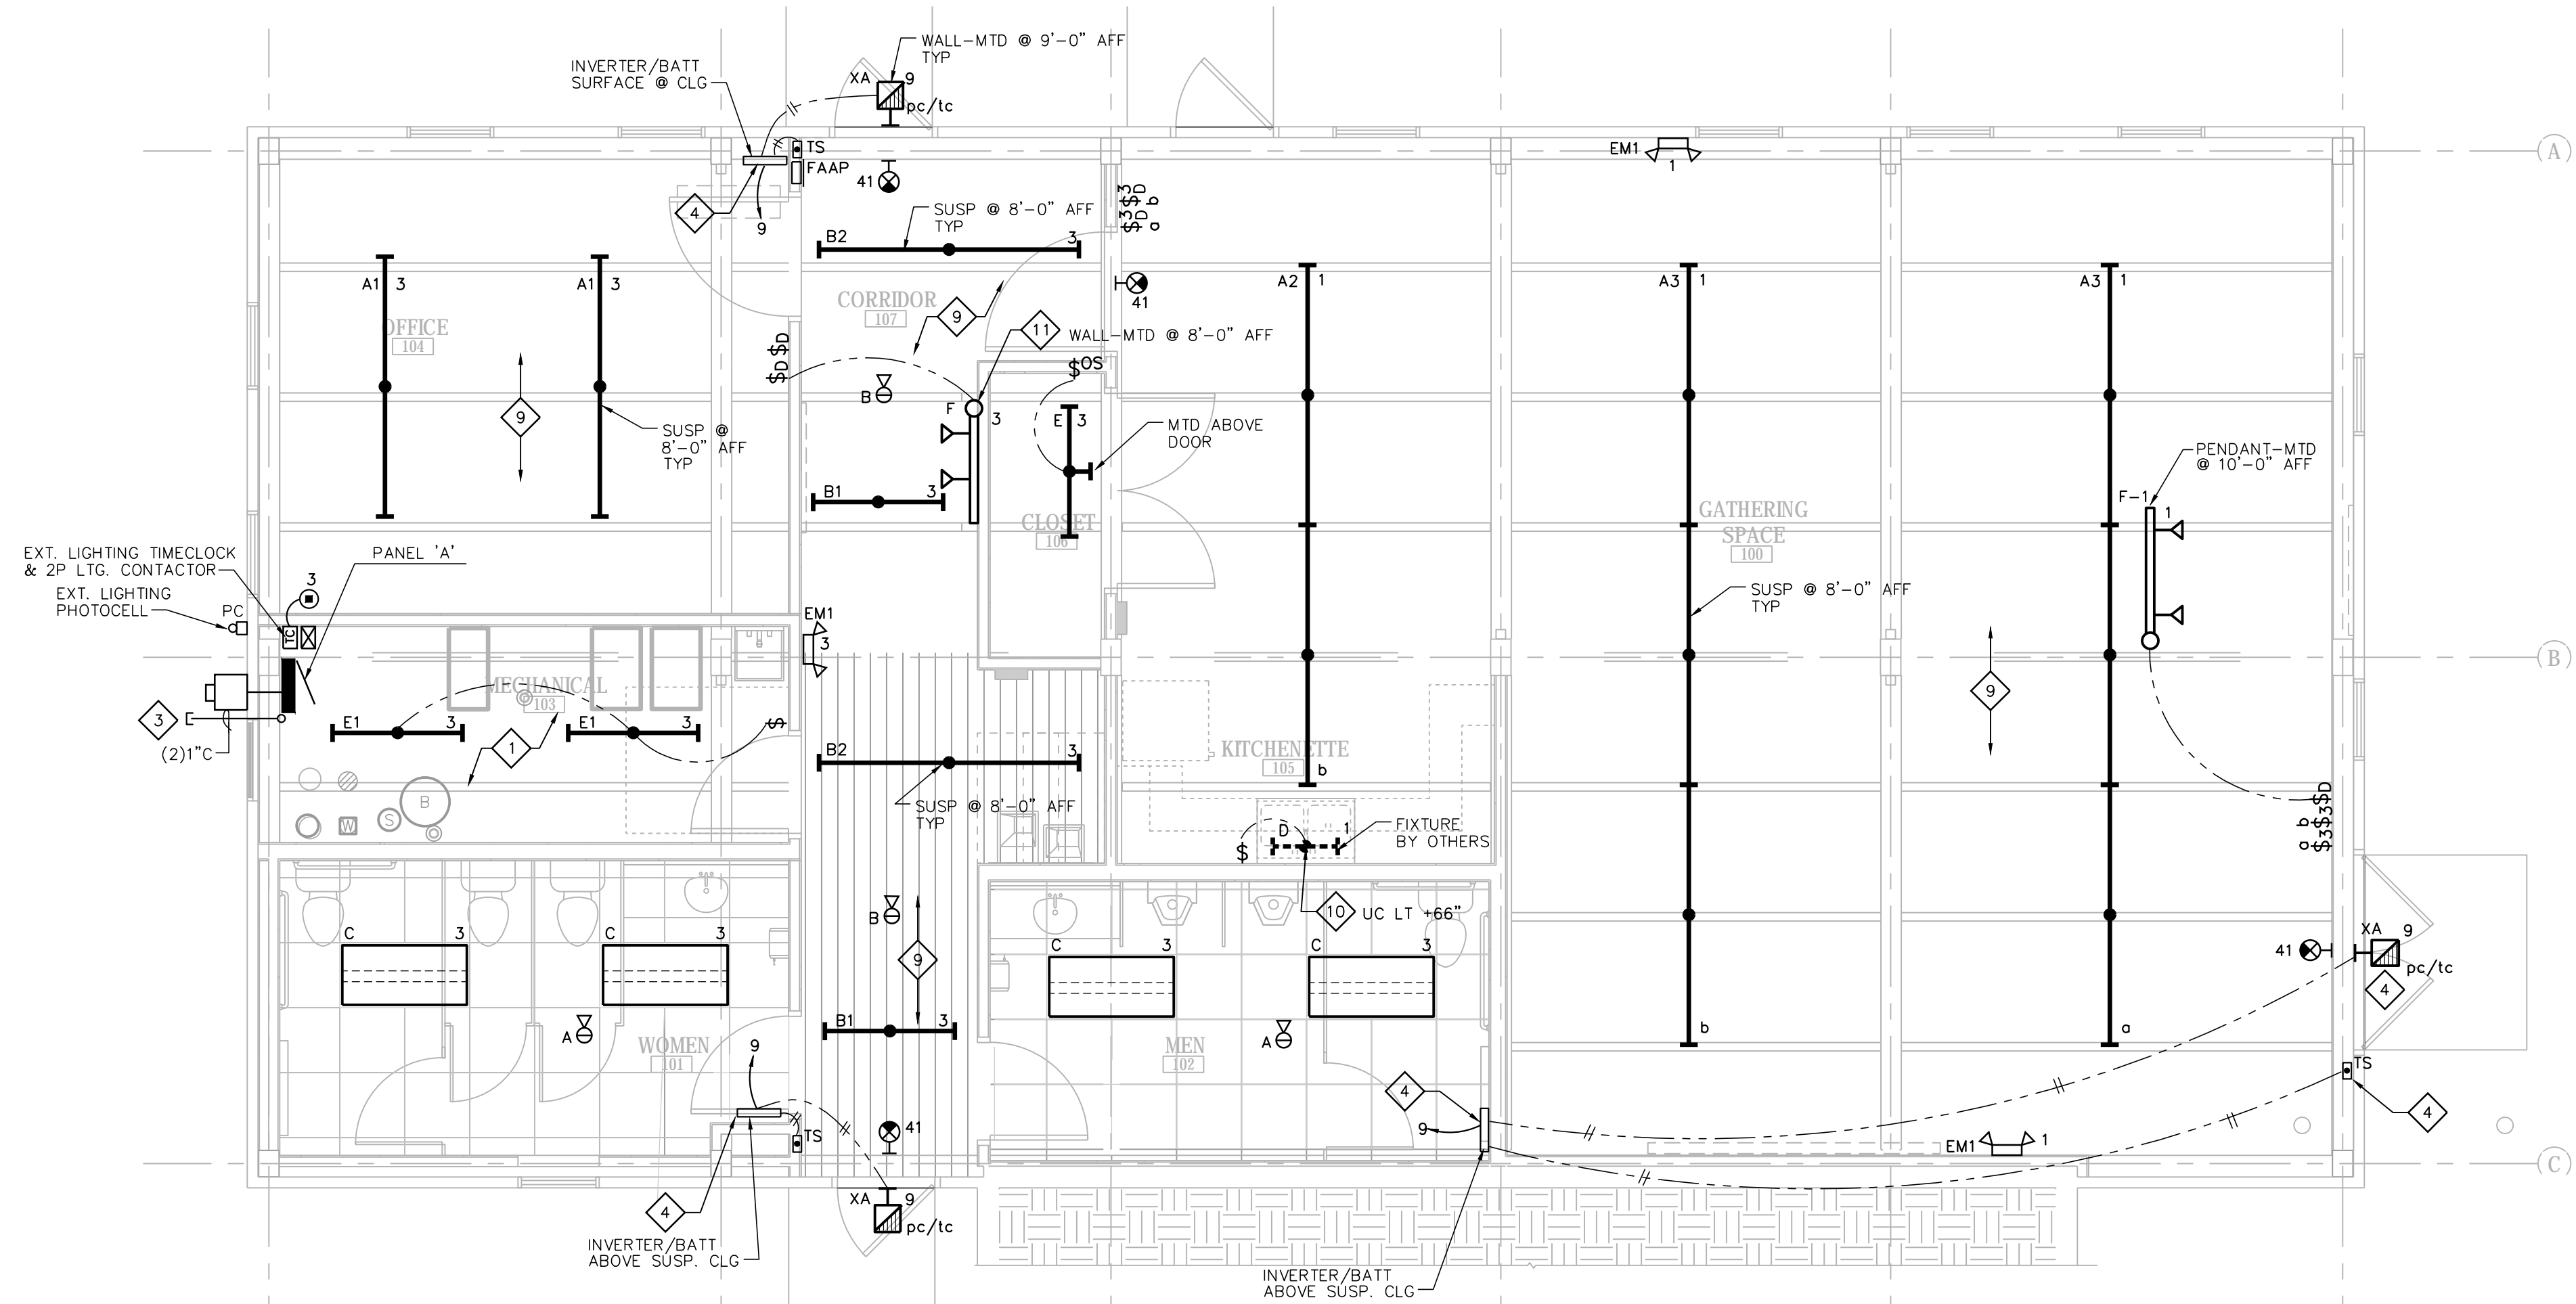 WALL-MTD @ 9'-0" AFF
TYP
INVERTER/BATT
SURFACE @ CLG
XA
9
pc/tc
TS
FAAP
41
4
9
EM1
1
A
SUSP @ 8'-0" AFF
TYP
B2
3
$3$D
$3$D
a b
A1
3
A1
3
OFFICE
104
CORRIDOR
107
9
11
WALL-MTD @ 8'-0" AFF
41
A2
1
A3
1
A3
1
$D$D
$OS
B
F
3
E
3
MTD ABOVE
DOOR
9
SUSP @
8'-0" AFF
TYP
PENDANT-MTD
@ 10'-0" AFF
F-1
1
B1
3
CLOSET
106
GATHERING
SPACE
100
EXT. LIGHTING TIMECLOCK
& 2P LTG. CONTACTOR
PANEL 'A'
EXT. LIGHTING
PHOTOCELL
PC
TC
3
EM1
3
SUSP @ 8'-0" AFF
TYP
B
MECHANICAL
103
9
3
(2)1"C
E1
3
E1
3
$
1
B2
3
KITCHENETTE
105
b
B
S
W
SUSP @ 8'-0" AFF
TYP
D
1
$
FIXTURE
BY OTHERS
a b
$3$3$D
10
UC LT +66"
B
9
C
3
C
3
C
3
C
3
41
XA
9
pc/tc
4
A
WOMEN
101
B1
3
A
MEN
102
b
a
9
4
9
TS
4
TS
41
EM1
1
C
4
XA
9
pc/tc
INVERTER/BATT
ABOVE SUSP. CLG
INVERTER/BATT
ABOVE SUSP. CLG